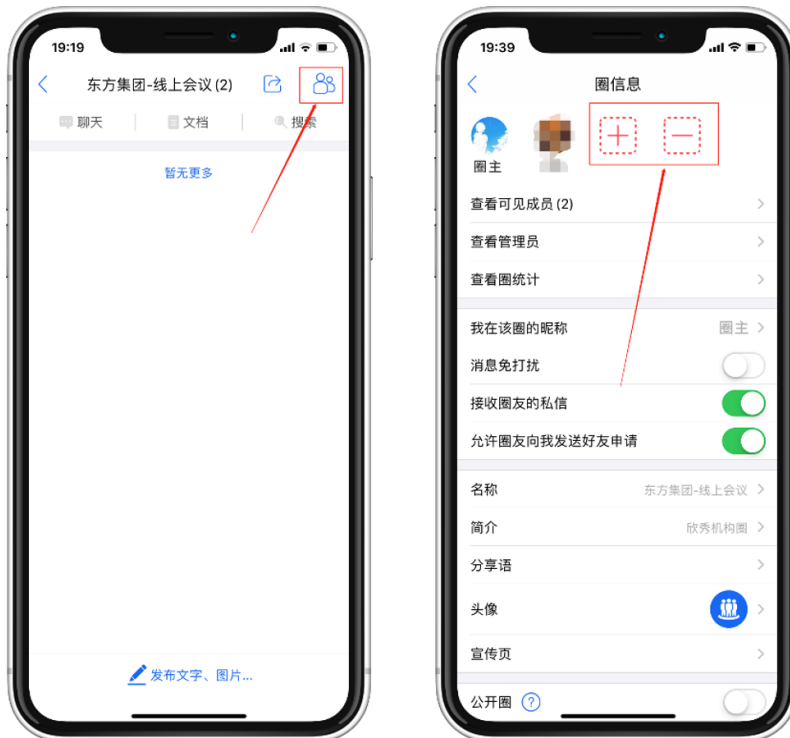 19:19
东方集团-线上会议(2)
聊天
文档
搜索
暂无更多
发布文字、图片...
19:39
圈信息
圈主
查看可见成员(2)
查看管理员
查看圈统计
我在该圈的昵称
圈主
消息免打扰
接收圈友的私信
允许圈友向我发送好友申请
名称
东方集团-线上会议
简介
欣秀机构圈
分享语
头像
宣传页
公开圈 ?